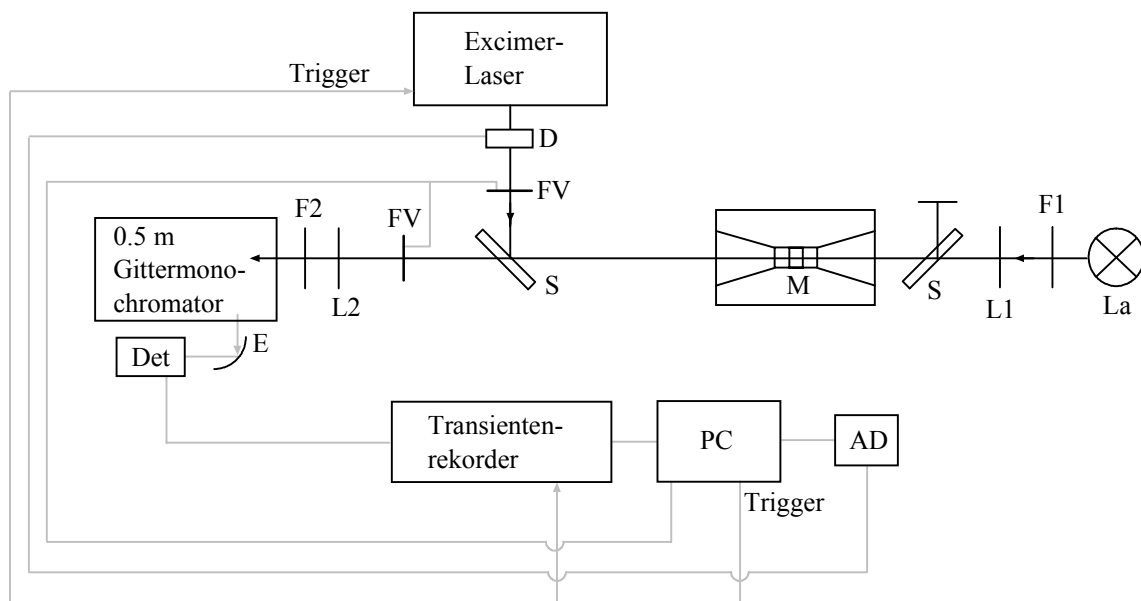 Excimer-
Laser
Trigger
D
FV
F2
FV
F1
0.5 m
Gittermono-
chromator
S
M
S
L2
L1
La
Det
E
Transienten-
rekorder
PC
AD
Trigger